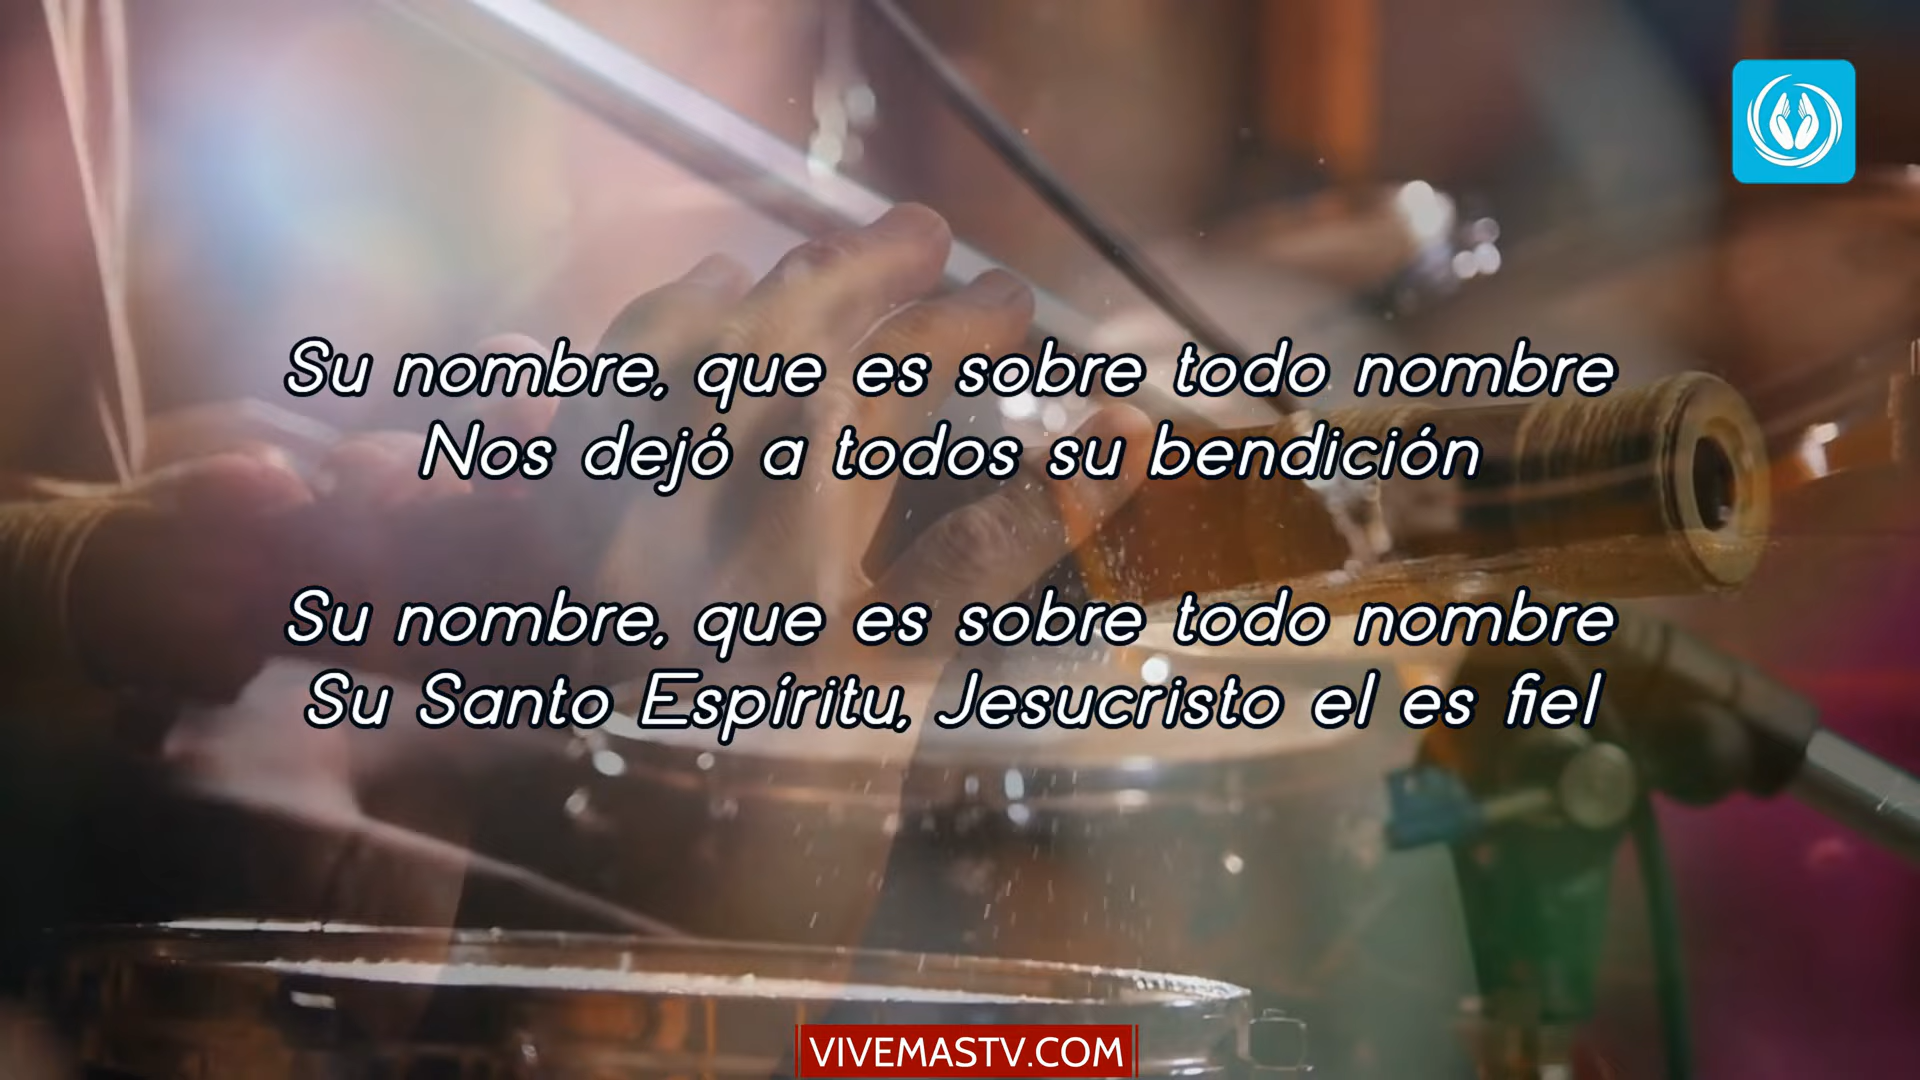 Su nombre, que es sobre todo nombre
Nos dejó a todos su bendición
Su nombre, que es sobre todo nombre
Su Santo Espíritu, Jesucristo el es fiel
VIVEMASTV.COM